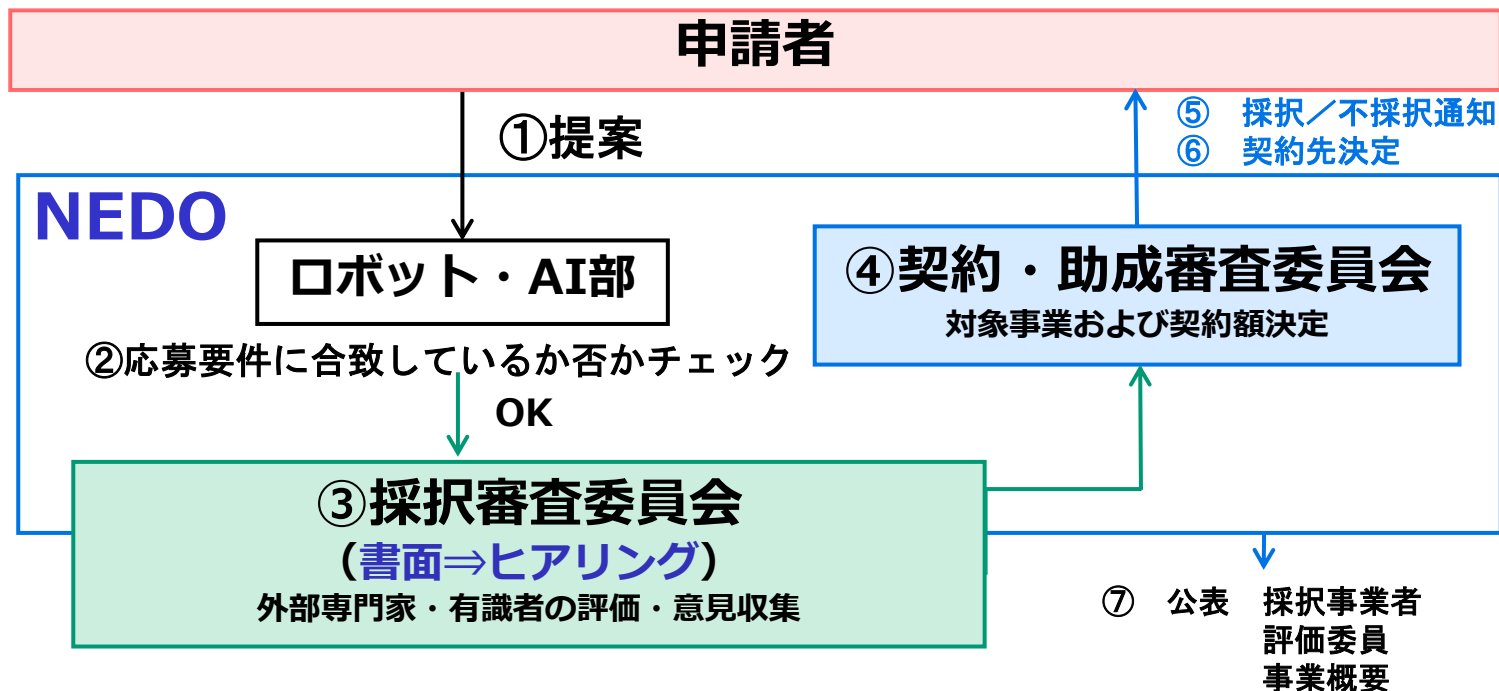 申請者
①提案
⑤　採択／不採択通知
⑥　契約先決定
NEDO
ロボット・AI部
④契約・助成審査委員会
対象事業および契約額決定
②応募要件に合致しているか否かチェック
OK
③採択審査委員会
（書面⇒ヒアリング）
外部専門家・有識者の評価・意見収集
⑦　公表　採択事業者
評価委員
事業概要